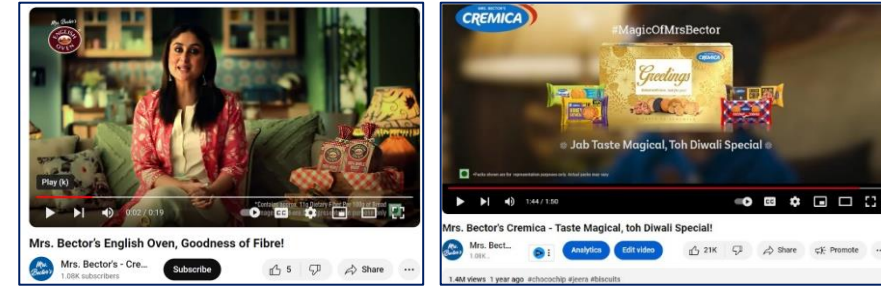 Mrs. Bector's
ENGLISH
OVEN
Play (k)
0:02 / 0:19
Mrs. Bector's English Oven, Goodness of Fibre!
Mrs. Bector's - Cre...
1.08K subscribers
Subscribe
5
Share
MRS. BECTOR'S
CREMICA
#MagicOfMrsBector
CREMICA
Greetings
Jab Taste Magical, Toh Diwali Special
1:44 / 1:50
Mrs. Bector's Cremica - Taste Magical, toh Diwali Special!
Mrs. Bect...
1.08K..
Analytics
Edit video
21K
Share
Promote
1.4M views 1 year ago #chocochip #jeera #biscuits